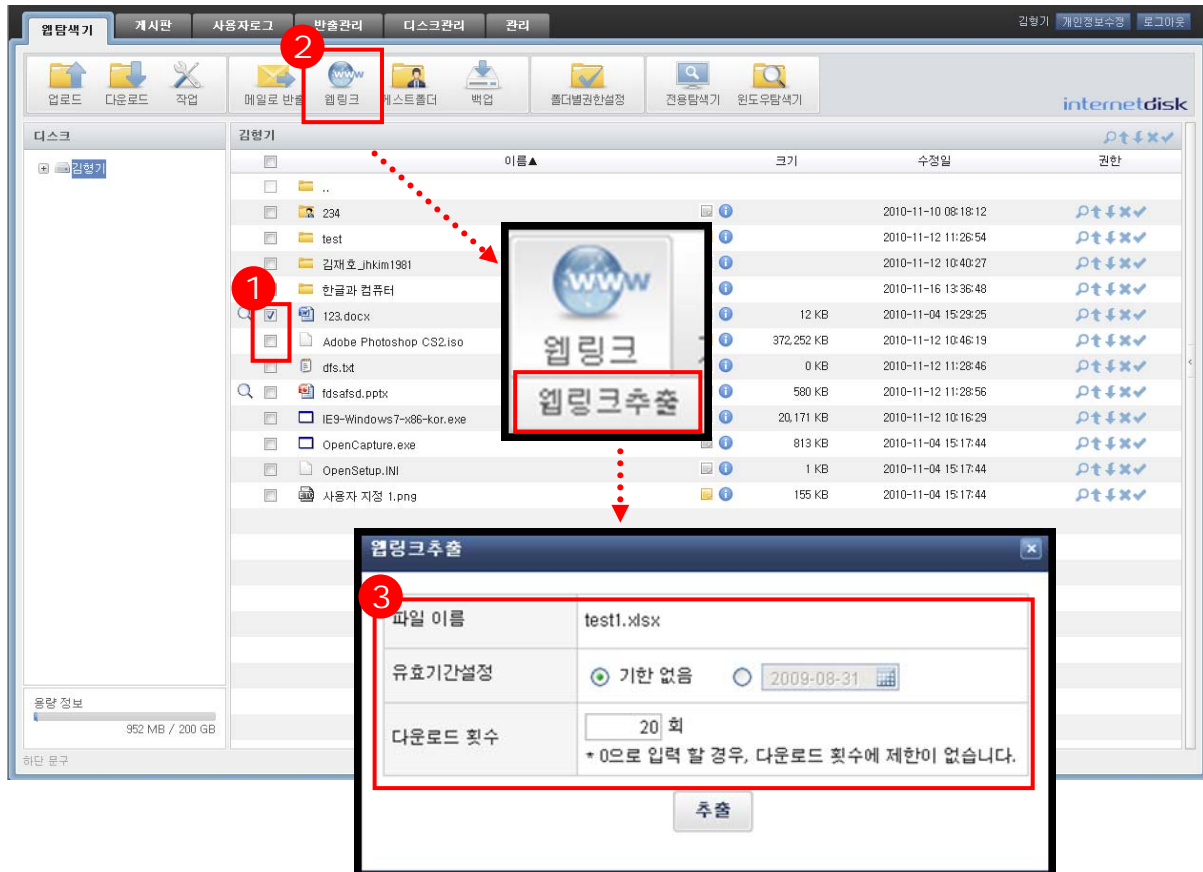 웹탐색기 게시판 사용자로그 반출관리 디스크관리 관리 김형기 개인정보수정 로그아웃
2
업로드 다운로드 작업 메일로 반출 웹링크 게스트폴더 백업 폴더별권한설정 전용탐색기 윈도우탐색기
internetdisk
디스크 김형기
김형기
이름▲ 크기 수정일 권한
..
234 2010-11-10 08:18:12
test 2010-11-12 11:26:54
김재호_jhkim1981 2010-11-12 10:40:27
한글과 컴퓨터 2010-11-16 13:36:48
1
123.docx 12 KB 2010-11-04 15:29:25
Adobe Photoshop CS2.iso 372,252 KB 2010-11-12 10:46:19
dfs.txt 0 KB 2010-11-12 11:28:46
fdsafsd.pptx 580 KB 2010-11-12 11:28:56
IE9-Windows7-x86-kor.exe 20,171 KB 2010-11-12 10:16:29
OpenCapture.exe 813 KB 2010-11-04 15:17:44
OpenSetup.INI 1 KB 2010-11-04 15:17:44
사용자 지정 1.png 155 KB 2010-11-04 15:17:44
www
웹링크
웹링크추출
용량 정보
952 MB / 200 GB
하단 문구
웹링크추출
3
파일 이름 test1.xlsx
유효기간설정 기한 없음 2009-08-31
다운로드 횟수 20 회
* 0으로 입력 할 경우, 다운로드 횟수에 제한이 없습니다.
추출